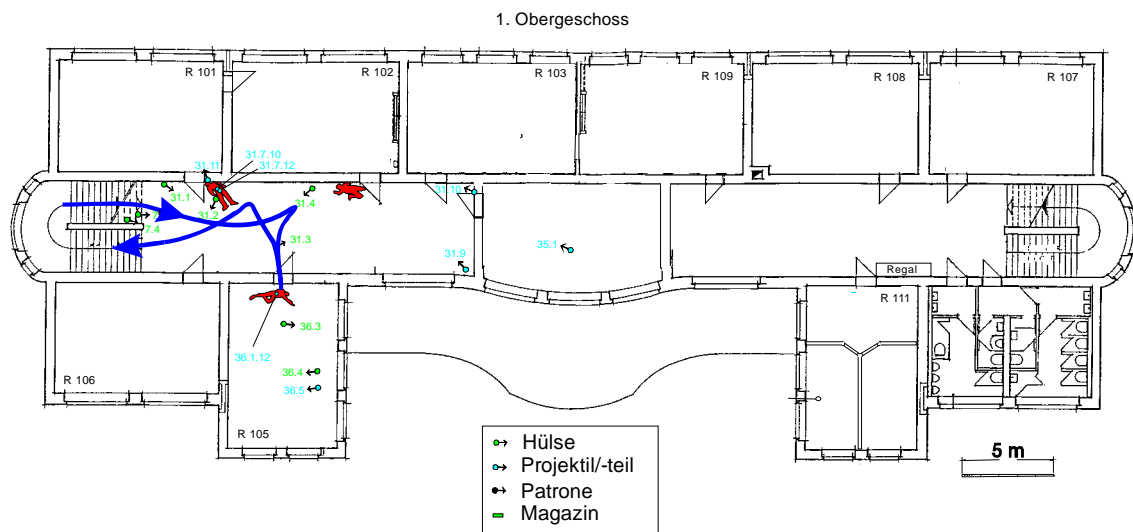 1. Obergeschoss
R 101
R 102
R 103
R 109
R 108
R 107
31.11
31.7.10
31.7.12
31.1
31.2
31.4
31.10
7.4
31.3
31.9
35.1
Regal
36.3
36.1.12
36.4
36.5
R 106
R 105
R 111
Hülse
Projektil/-teil
Patrone
Magazin
5 m